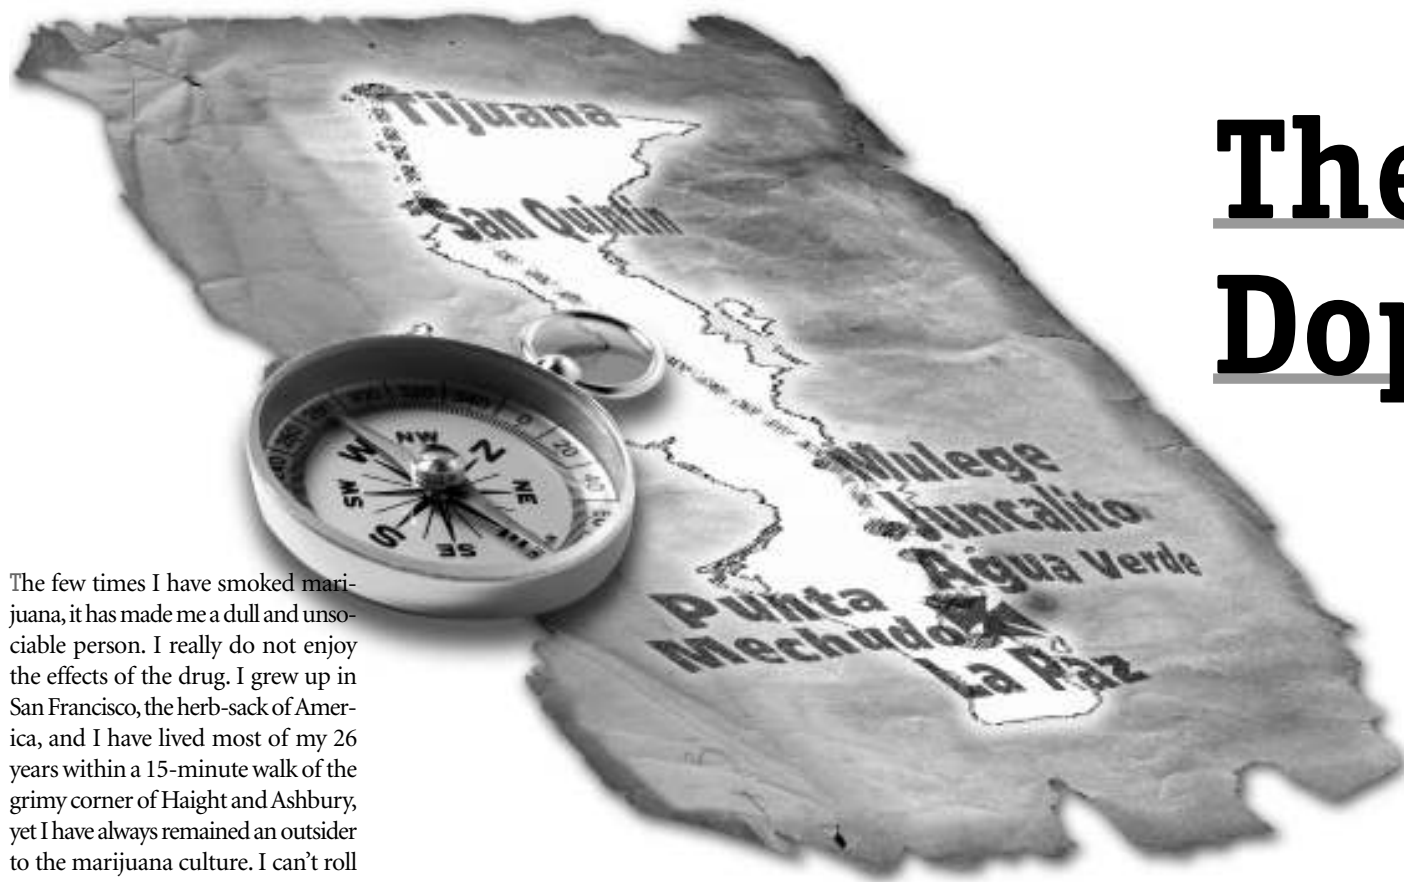 The
Dop
Tijuana
San Quintin
Mulege
Juncalito
Agua Verde
Punta
Mechudo
La Paz
NW
N
W
NE
SW
S
SE
0
20
40
The few times I have smoked mari-
juana, it has made me a dull and unso-
ciable person. I really do not enjoy
the effects of the drug. I grew up in
San Francisco, the herb-sack of Amer-
ica, and I have lived most of my 26
years within a 15-minute walk of the
grimy corner of Haight and Ashbury,
yet I have always remained an outsider
to the marijuana culture. I can’t roll